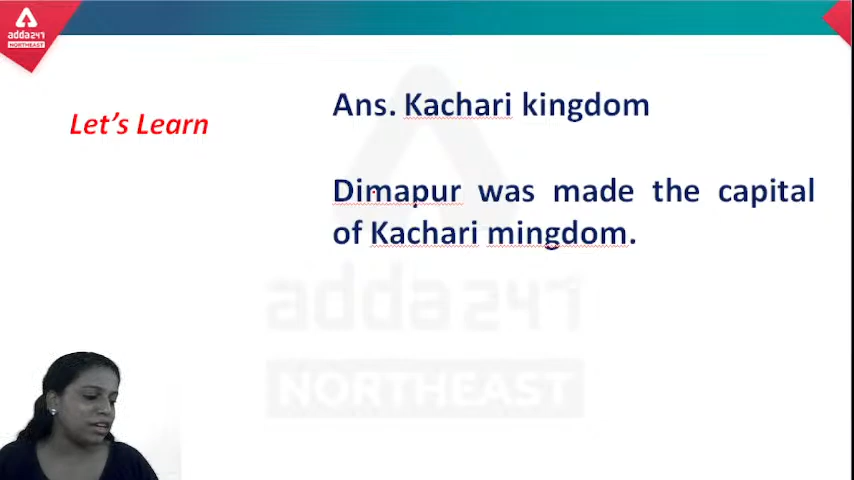 adda247
NORTHEAST
Let's Learn
Ans. Kachari kingdom
Dimapur was made the capital
of Kachari mingdom.
adda247
NORTHEAST